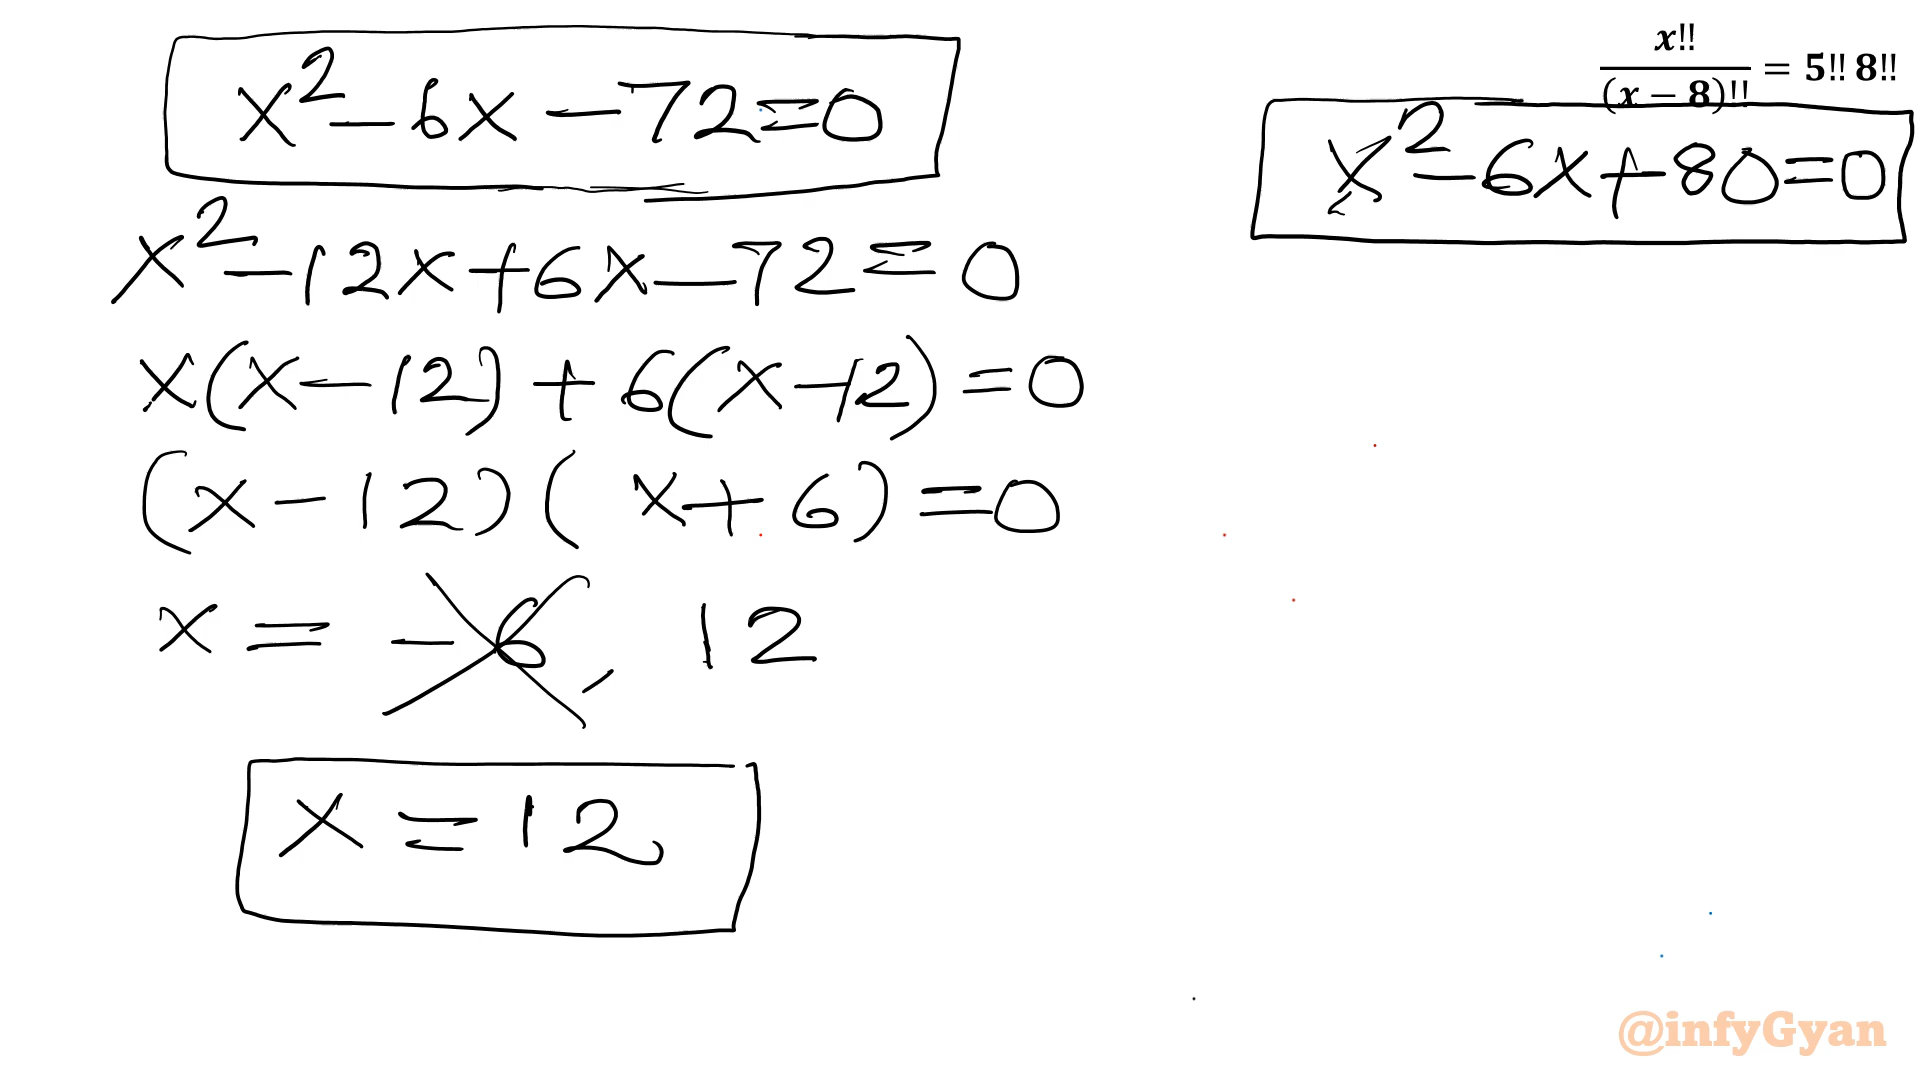 x!!/(x − 8)!! = 5!! 8!!
x² − 6x − 72 = 0
x² − 6x + 80 = 0
x² − 12x + 6x − 72 = 0
x(x − 12) + 6(x − 12) = 0
(x − 12)(x + 6) = 0
x = −6, 12
x = 12
@infyGyan